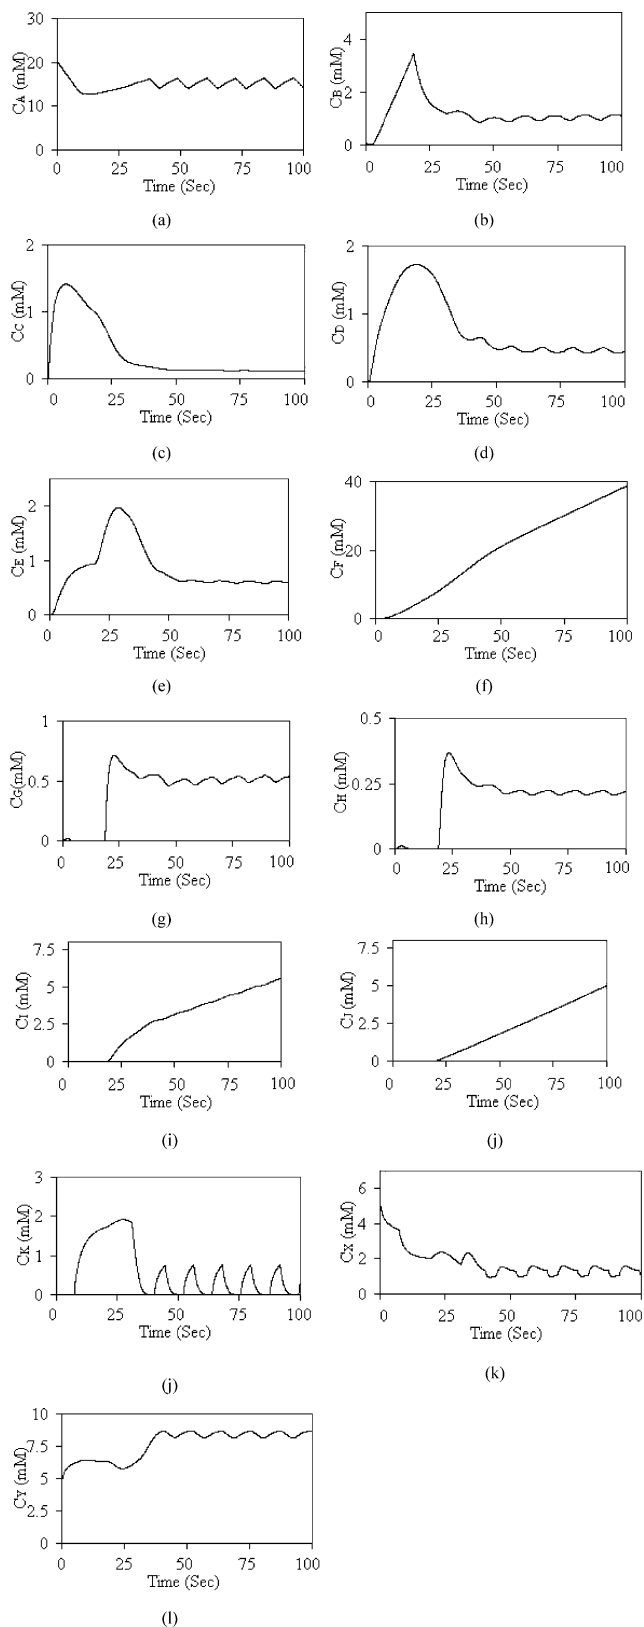 30
20
10
0
CA (mM)
0 25 50 75 100
Time (Sec)
(a)
4
2
0
CB (mM)
0 25 50 75 100
Time (Sec)
(b)
2
1
0
CC (mM)
0 25 50 75 100
Time (Sec)
(c)
2
1
0
CD (mM)
0 25 50 75 100
Time (Sec)
(d)
2
1
0
CE (mM)
0 25 50 75 100
Time (Sec)
(e)
40
20
0
CF (mM)
0 25 50 75 100
Time (Sec)
(f)
1
0.5
0
CG(mM)
0 25 50 75 100
Time (Sec)
(g)
0.5
0.25
0
CH (mM)
0 25 50 75 100
Time (Sec)
(h)
7.5
5
2.5
0
CI (mM)
0 25 50 75 100
Time (Sec)
(i)
7.5
5
2.5
0
CJ (mM)
0 25 50 75 100
Time (Sec)
(j)
3
2
1
0
CK (mM)
0 25 50 75 100
Time (Sec)
(j)
6
4
2
0
CX (mM)
0 25 50 75 100
Time (Sec)
(k)
10
7.5
5
2.5
0
CY (mM)
0 25 50 75 100
Time (Sec)
(l)